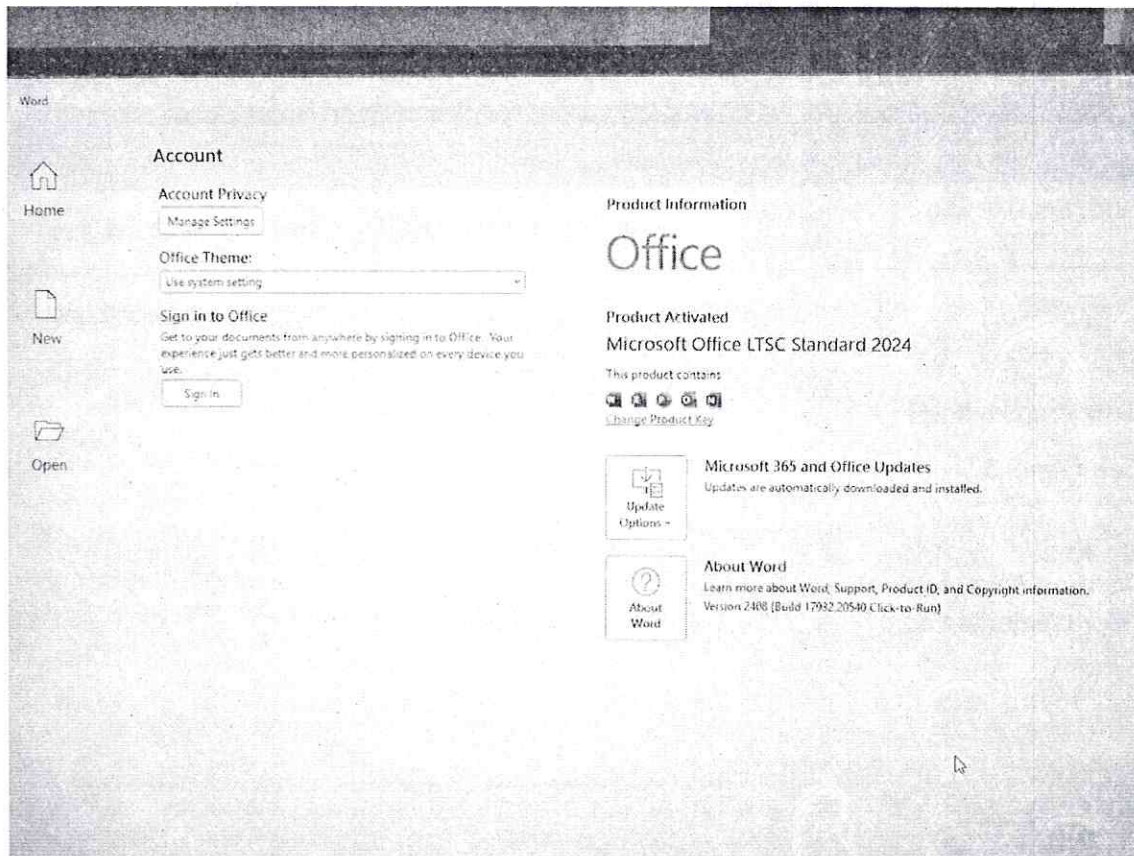 Word
Home
New
Open
Account
Account Privacy
Manage Settings
Office Theme:
Use system setting
Sign in to Office
Get to your documents from anywhere by signing in to Office. Your
experience just gets better and more personalized on every device you
use.
Sign In
Product Information
Office
Product Activated
Microsoft Office LTSC Standard 2024
This product contains
Change Product Key
Update
Options
Microsoft 365 and Office Updates
Updates are automatically downloaded and installed.
About
Word
About Word
Learn more about Word, Support, Product ID, and Copyright information.
Version 2408 (Build 17932.20540 Click-to-Run)